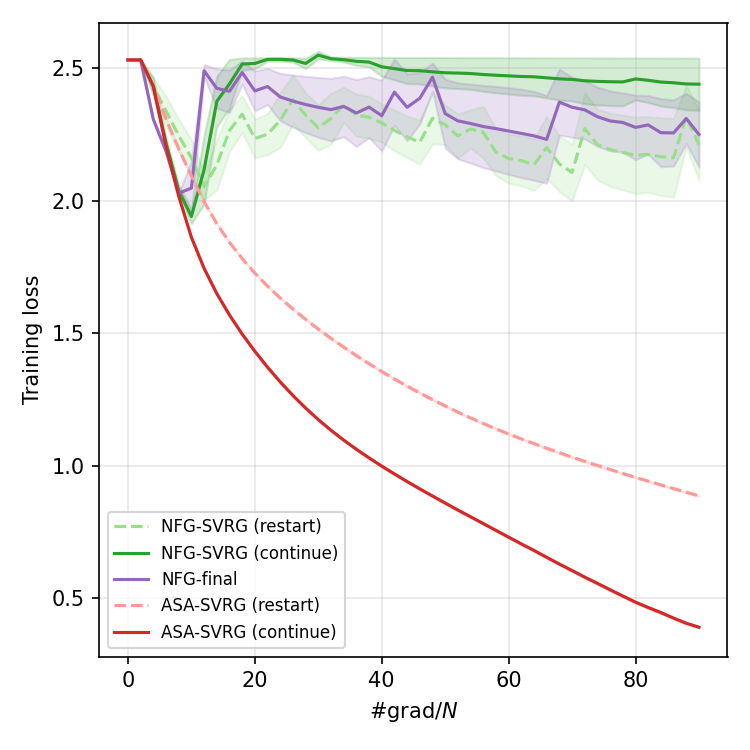 2.5
2.0
1.5
1.0
0.5
Training loss
NFG-SVRG (restart)
NFG-SVRG (continue)
NFG-final
ASA-SVRG (restart)
ASA-SVRG (continue)
0 20 40 60 80
#grad/N